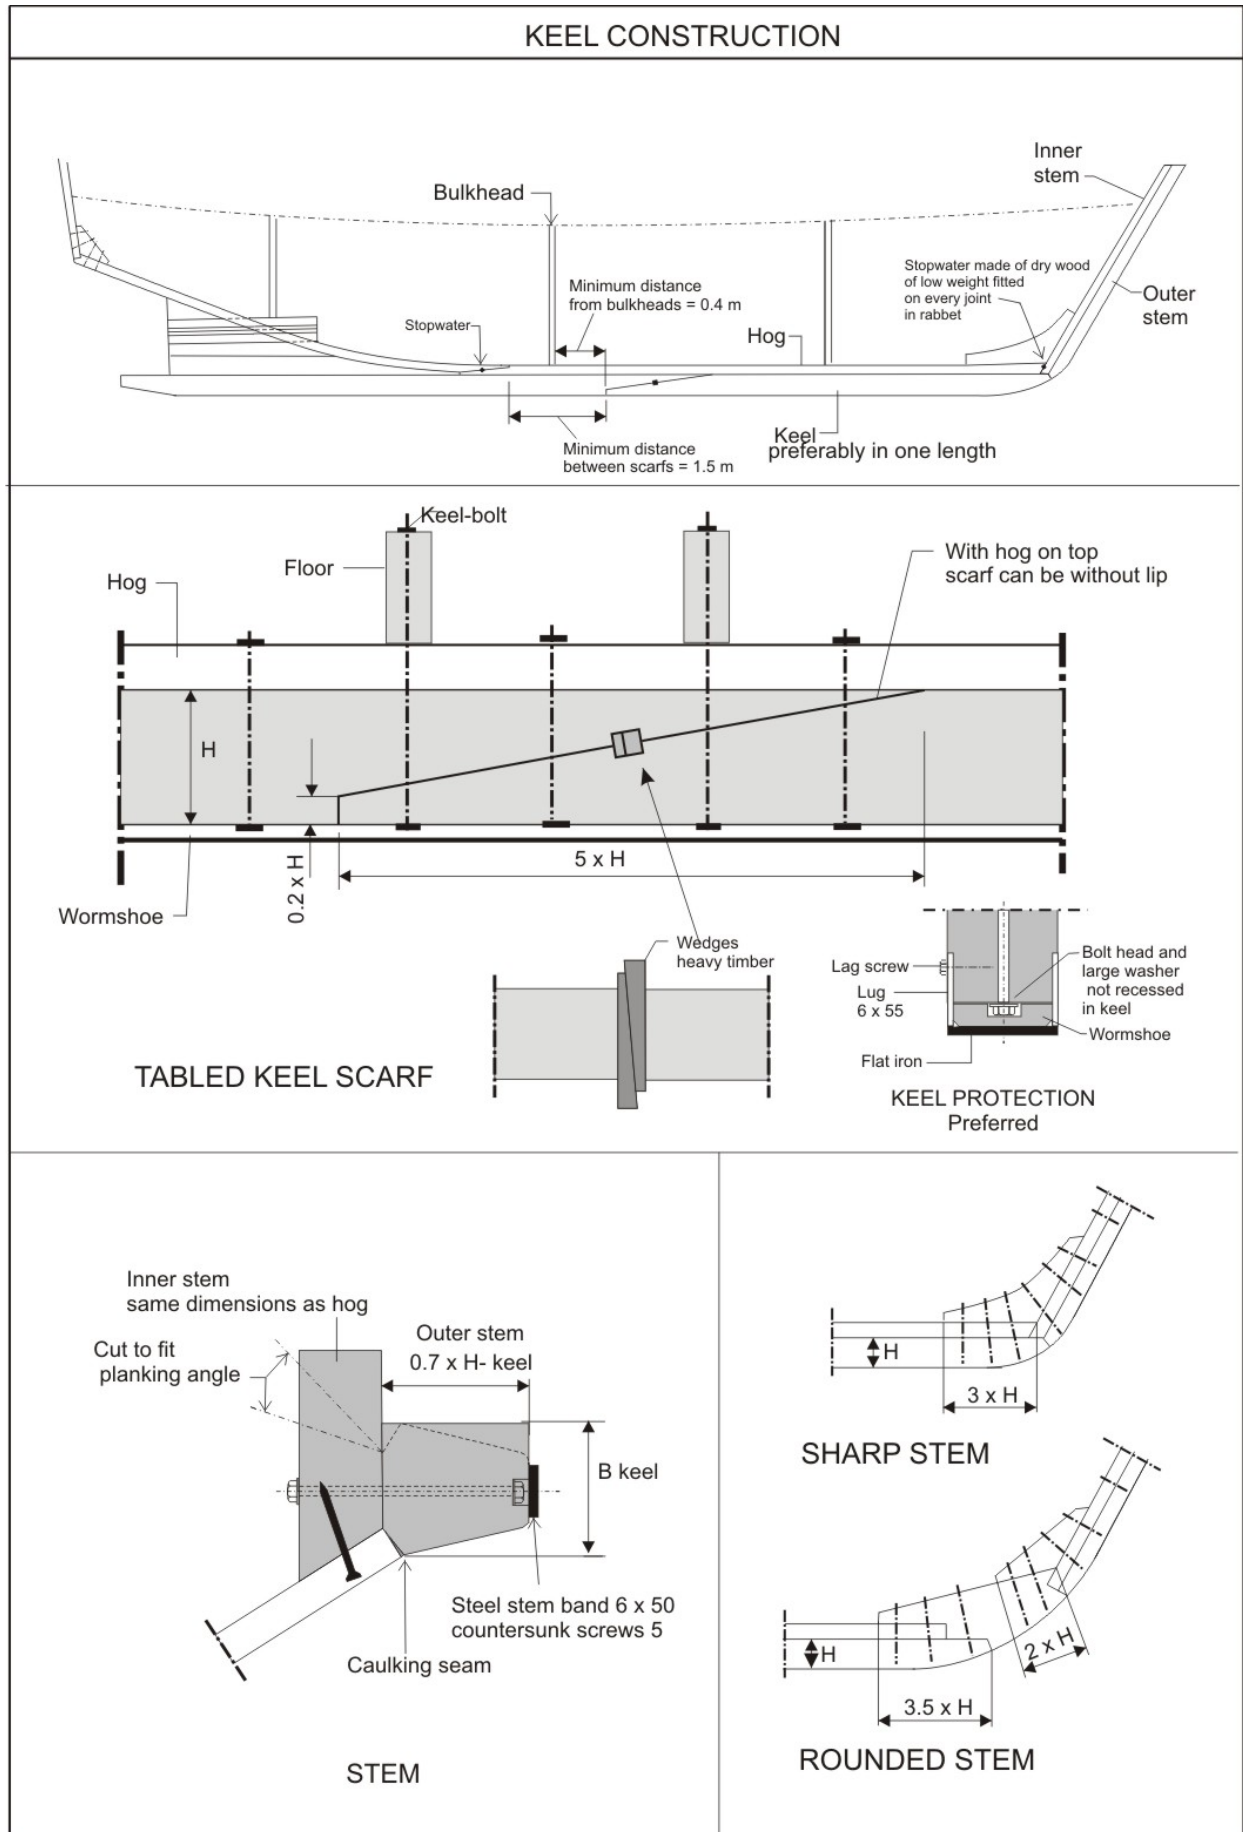 KEEL CONSTRUCTION
Inner
stem
Bulkhead
Stopwater made of dry wood
of low weight fitted
on every joint
in rabbet
Minimum distance
from bulkheads = 0.4 m
Outer
stem
Stopwater
Hog
Keel
preferably in one length
Minimum distance
between scarfs = 1.5 m
Keel-bolt
Floor
Hog
With hog on top
scarf can be without lip
H
0.2 x H
5 x H
Wormshoe
Wedges
heavy timber
Lag screw
Lug
6 x 55
Bolt head and
large washer
not recessed
in keel
Wormshoe
Flat iron
TABLED KEEL SCARF
KEEL PROTECTION
Preferred
Inner stem
same dimensions as hog
Cut to fit
planking angle
Outer stem
0.7 x H- keel
B keel
Steel stem band 6 x 50
countersunk screws 5
Caulking seam
STEM
H
3 x H
SHARP STEM
H
2 x H
3.5 x H
ROUNDED STEM